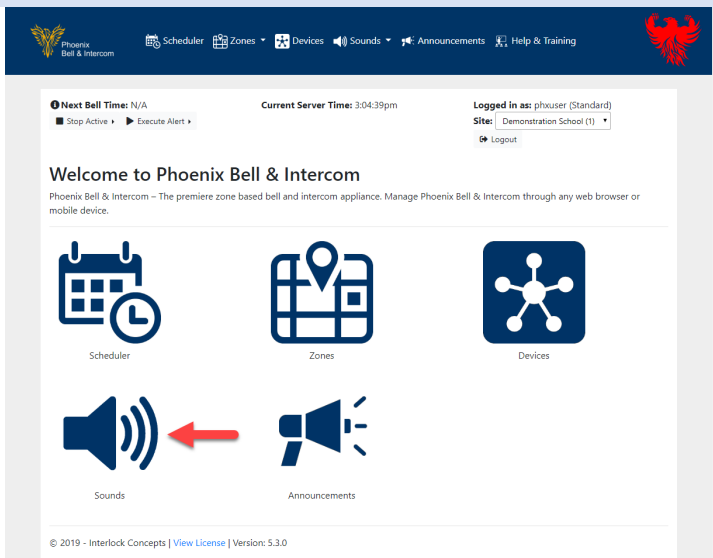 Phoenix
Bell & Intercom
Scheduler Zones Devices Sounds Announcements Help & Training
Next Bell Time: N/A Current Server Time: 3:04:39pm Logged in as: phxuser (Standard)
Stop Active Execute Alert Site: Demonstration School (1)
Logout
Welcome to Phoenix Bell & Intercom
Phoenix Bell & Intercom – The premiere zone based bell and intercom appliance. Manage Phoenix Bell & Intercom through any web browser or
mobile device.
Scheduler Zones Devices
Sounds Announcements
© 2019 - Interlock Concepts | View License | Version: 5.3.0